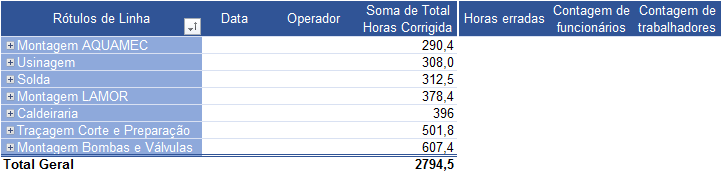 Rótulos de Linha Data Operador Soma de Total Horas Corrigida Horas erradas Contagem de funcionários Contagem de trabalhadores
Montagem AQUAMEC 290,4
Usinagem 308,0
Solda 312,5
Montagem LAMOR 378,4
Caldeiraria 396
Traçagem Corte e Preparação 501,8
Montagem Bombas e Válvulas 607,4
Total Geral 2794,5